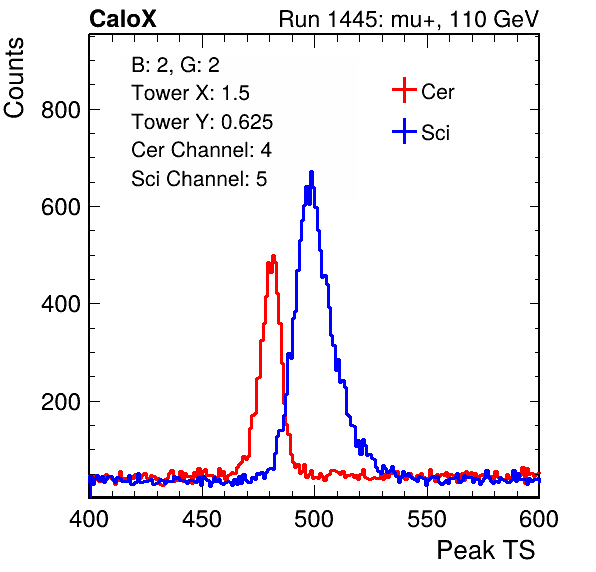 CaloX Run 1445: mu+, 110 GeV
Counts
B: 2, G: 2
Tower X: 1.5
Tower Y: 0.625
Cer Channel: 4
Sci Channel: 5
Cer
Sci
800
600
400
200
400 450 500 550 600
Peak TS